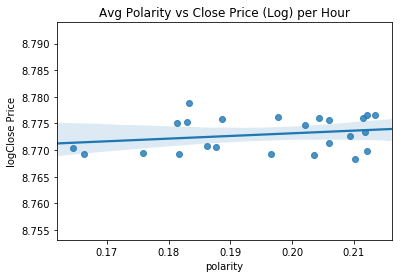 Avg Polarity vs Close Price (Log) per Hour
8.790
8.785
8.780
8.775
8.770
8.765
8.760
8.755
logClose Price
0.17 0.18 0.19 0.20 0.21
polarity